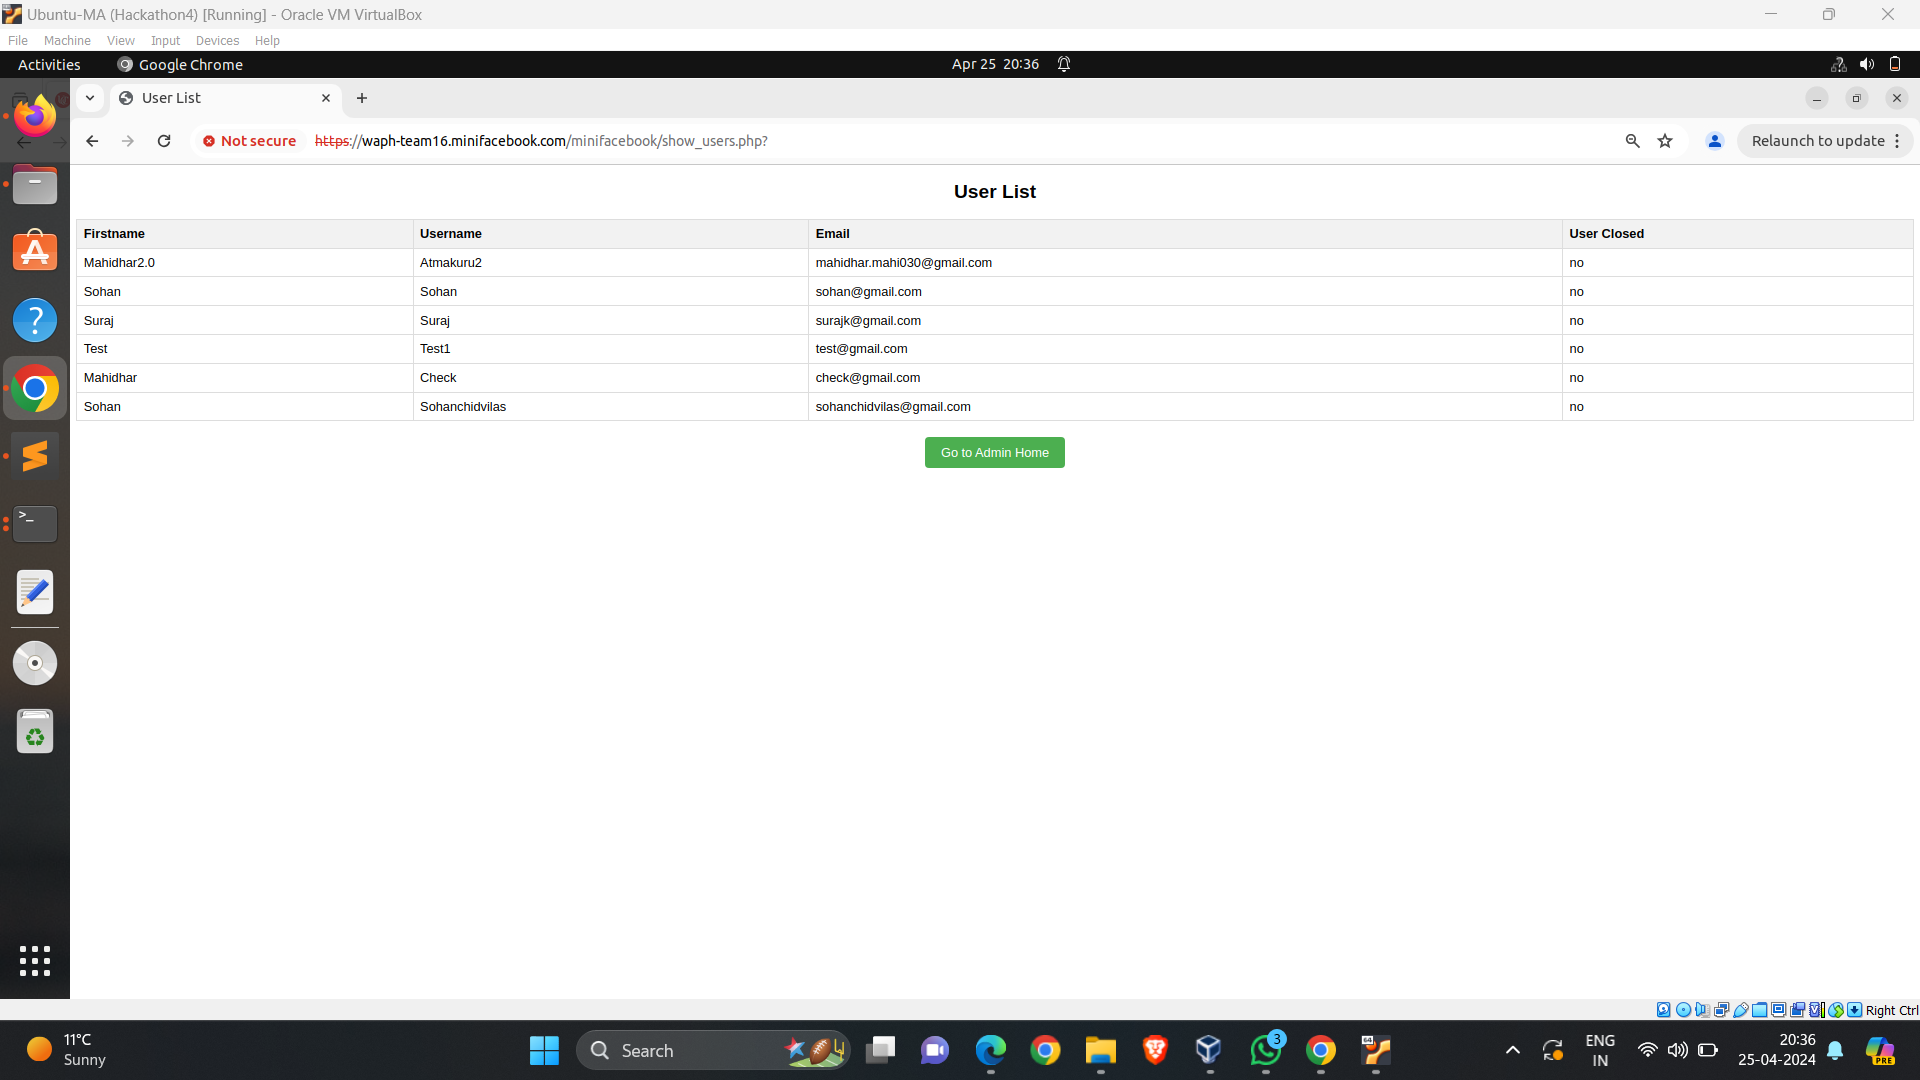 Ubuntu-MA (Hackathon4) [Running] - Oracle VM VirtualBox
File Machine View Input Devices Help
Activities Google Chrome Apr 25 20:36
User List
Not secure https://waph-team16.minifacebook.com/minifacebook/show_users.php? Relaunch to update
User List
Firstname Username Email User Closed
Mahidhar2.0 Atmakuru2 mahidhar.mahi030@gmail.com no
Sohan Sohan sohan@gmail.com no
Suraj Suraj surajk@gmail.com no
Test Test1 test@gmail.com no
Mahidhar Check check@gmail.com no
Sohan Sohanchidvilas sohanchidvilas@gmail.com no
Go to Admin Home
Right Ctrl
11°C
Sunny
Search
3
64
ENG
IN
20:36
25-04-2024
PRE